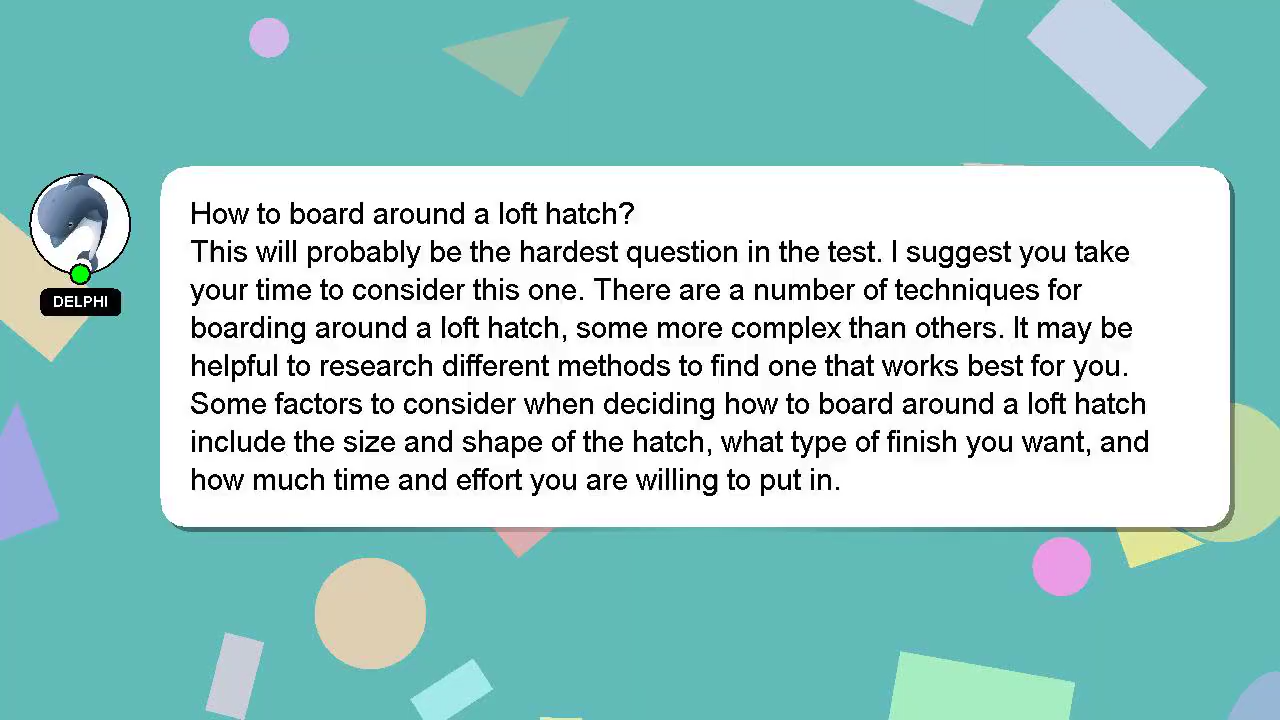 How to board around a loft hatch?
This will probably be the hardest question in the test. I suggest you take
your time to consider this one. There are a number of techniques for
boarding around a loft hatch, some more complex than others. It may be
helpful to research different methods to find one that works best for you.
Some factors to consider when deciding how to board around a loft hatch
include the size and shape of the hatch, what type of finish you want, and
how much time and effort you are willing to put in.
DELPHI